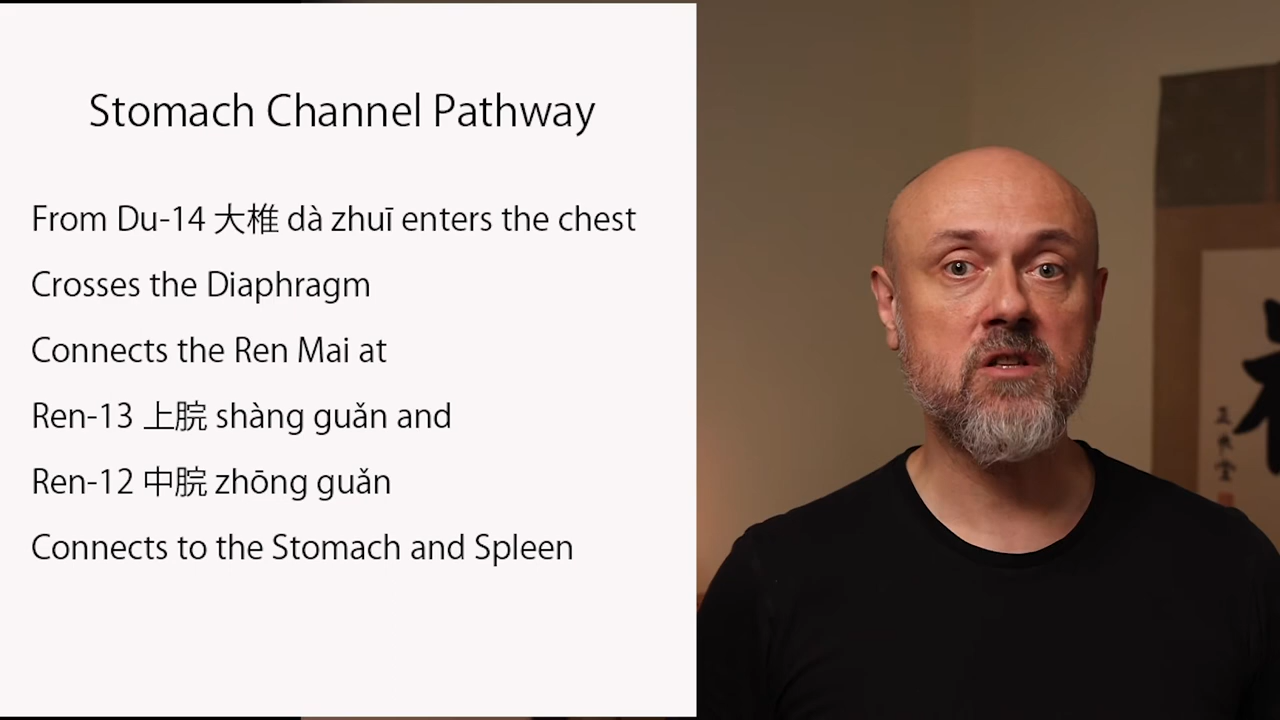 Stomach Channel Pathway
From Du-14 大椎 dà zhuī enters the chest
Crosses the Diaphragm
Connects the Ren Mai at
Ren-13 上脘 shàng guǎn and
Ren-12 中脘 zhōng guǎn
Connects to the Stomach and Spleen